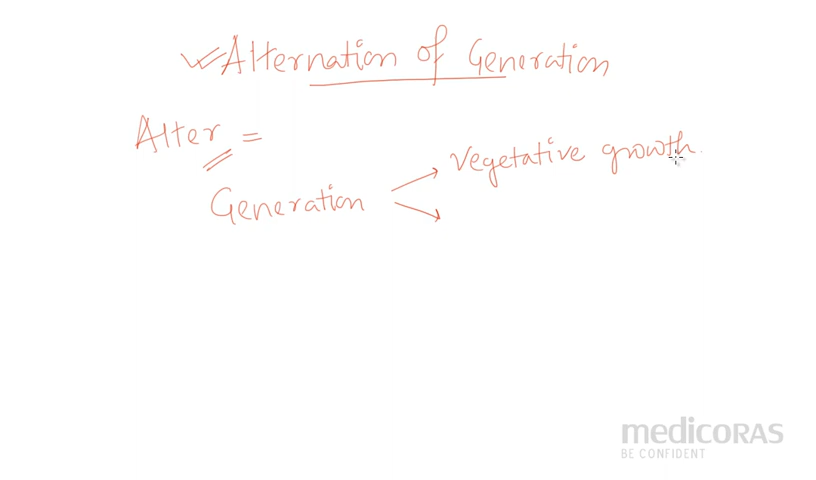 Alternation of Generation
Alter =
Vegetative growth
Generation
medicoRAS
BE CONFIDENT